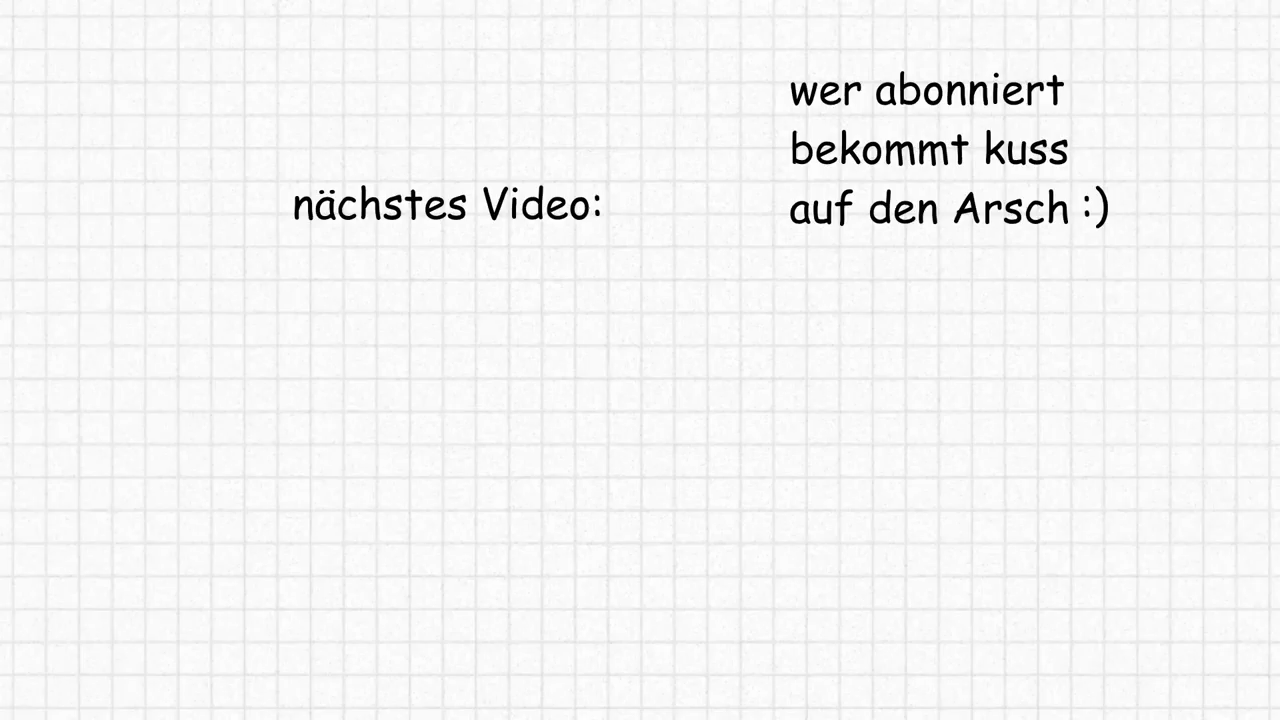 nächstes Video:
wer abonniert
bekommt kuss
auf den Arsch :)